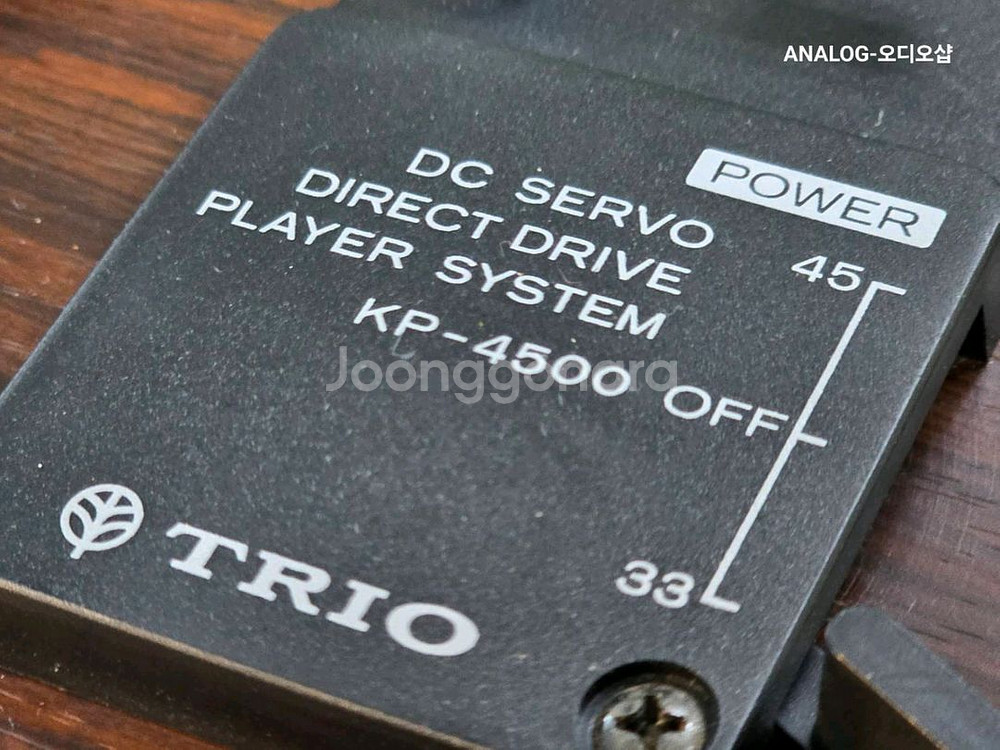 ANALOG-오디오샵
DC SERVO
DIRECT DRIVE
PLAYER SYSTEM
KP-4500
POWER
45
OFF
33
Joonggonara
TRIO